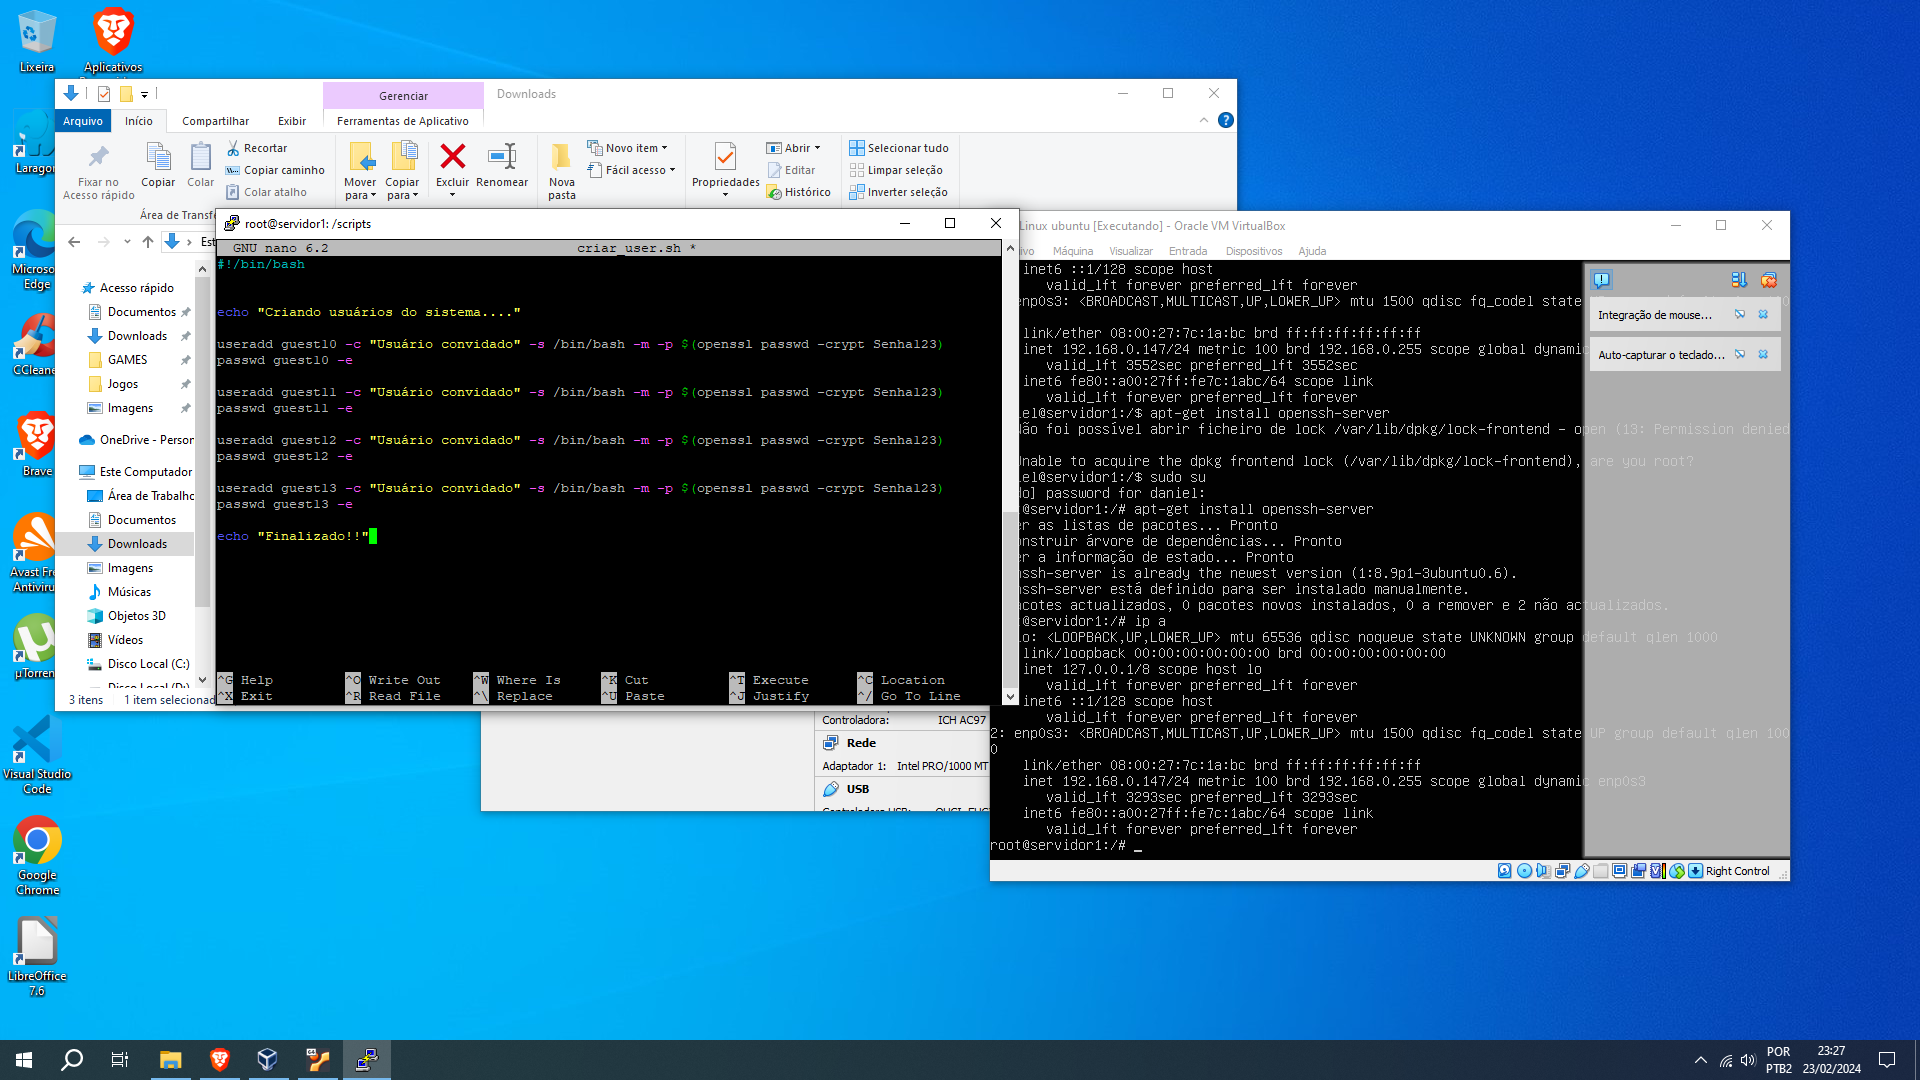 Lixeira
Aplicativos
Laragon
Microsoft
Edge
CCleaner
Brave
Avast Free
Antivirus
µTorrent
Visual Studio
Code
Google
Chrome
LibreOffice
7.6
Gerenciar
Downloads
Arquivo
Início
Compartilhar
Exibir
Ferramentas de Aplicativo
Fixar no
Acesso rápido
Copiar
Colar
Recortar
Copiar caminho
Colar atalho
Área de Transfe
Mover
para
Copiar
para
Excluir
Renomear
Nova
pasta
Novo item
Fácil acesso
Propriedades
Abrir
Editar
Histórico
Selecionar tudo
Limpar seleção
Inverter seleção
Est
Acesso rápido
Documentos
Downloads
GAMES
Jogos
Imagens
OneDrive - Person
Este Computador
Área de Trabalho
Documentos
Downloads
Imagens
Músicas
Objetos 3D
Vídeos
Disco Local (C:)
Disco Local (D:)
3 itens
1 item selecionad
root@servidor1: /scripts
GNU nano 6.2
criar_user.sh *
#!/bin/bash
echo "Criando usuários do sistema...."
useradd guest10 -c "Usuário convidado" -s /bin/bash -m -p $(openssl passwd -crypt Senha123)
passwd guest10 -e
useradd guest11 -c "Usuário convidado" -s /bin/bash -m -p $(openssl passwd -crypt Senha123)
passwd guest11 -e
useradd guest12 -c "Usuário convidado" -s /bin/bash -m -p $(openssl passwd -crypt Senha123)
passwd guest12 -e
useradd guest13 -c "Usuário convidado" -s /bin/bash -m -p $(openssl passwd -crypt Senha123)
passwd guest13 -e
echo "Finalizado!!"
^G Help ^O Write Out ^W Where Is ^K Cut ^T Execute ^C Location
^X Exit ^R Read File ^\ Replace ^U Paste ^J Justify ^/ Go To Line
Controladora: ICH AC97
Rede
Adaptador 1: Intel PRO/1000 MT
USB
Controladora USB: OHCI, EHC
Linux ubuntu [Executando] - Oracle VM VirtualBox
ivo Máquina Visualizar Entrada Dispositivos Ajuda
inet6 ::1/128 scope host
valid_lft forever preferred_lft forever
enp0s3: <BROADCAST,MULTICAST,UP,LOWER_UP> mtu 1500 qdisc fq_codel state
link/ether 08:00:27:7c:1a:bc brd ff:ff:ff:ff:ff:ff
inet 192.168.0.147/24 metric 100 brd 192.168.0.255 scope global dynamic
valid_lft 3552sec preferred_lft 3552sec
inet6 fe80::a00:27ff:fe7c:1abc/64 scope link
valid_lft forever preferred_lft forever
el@servidor1:/$ apt-get install openssh-server
Não foi possível abrir ficheiro de lock /var/lib/dpkg/lock-frontend - open (13: Permission denied
Unable to acquire the dpkg frontend lock (/var/lib/dpkg/lock-frontend), are you root?
el@servidor1:/$ sudo su
do] password for daniel:
@servidor1:/# apt-get install openssh-server
er as listas de pacotes... Pronto
onstruir árvore de dependências... Pronto
er a informação de estado... Pronto
nssh-server is already the newest version (1:8.9p1-3ubuntu0.6).
nssh-server está definido para ser instalado manualmente.
acotes actualizados, 0 pacotes novos instalados, 0 a remover e 2 não actualizados.
@servidor1:/# ip a
lo: <LOOPBACK,UP,LOWER_UP> mtu 65536 qdisc noqueue state UNKNOWN group default qlen 1000
link/loopback 00:00:00:00:00:00 brd 00:00:00:00:00:00
inet 127.0.0.1/8 scope host lo
valid_lft forever preferred_lft forever
inet6 ::1/128 scope host
valid_lft forever preferred_lft forever
2: enp0s3: <BROADCAST,MULTICAST,UP,LOWER_UP> mtu 1500 qdisc fq_codel state UP group default qlen 100
0
link/ether 08:00:27:7c:1a:bc brd ff:ff:ff:ff:ff:ff
inet 192.168.0.147/24 metric 100 brd 192.168.0.255 scope global dynamic enp0s3
valid_lft 3293sec preferred_lft 3293sec
inet6 fe80::a00:27ff:fe7c:1abc/64 scope link
valid_lft forever preferred_lft forever
root@servidor1:/# _
Integração de mouse...
Auto-capturar o teclado...
Right Control
POR
PTB2
23:27
23/02/2024